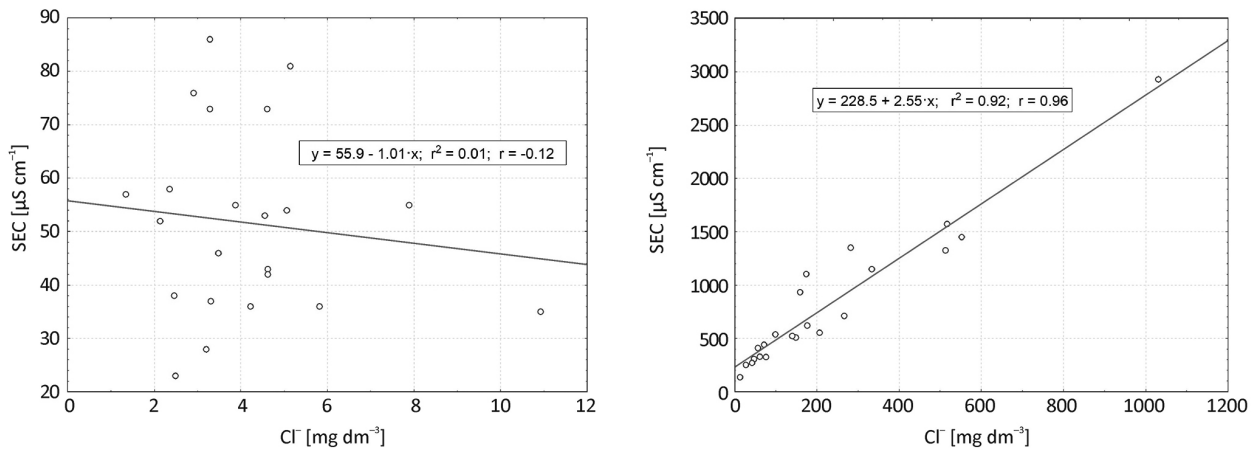 90
80
70
60
50
40
30
20
SEC [µS cm⁻¹]
y = 55.9 - 1.01·x; r² = 0.01; r = -0.12
0 2 4 6 8 10 12
Cl⁻ [mg dm⁻³]
3500
3000
2500
2000
1500
1000
500
0
SEC [µS cm⁻¹]
y = 228.5 + 2.55·x; r² = 0.92; r = 0.96
0 200 400 600 800 1000 1200
Cl⁻ [mg dm⁻³]